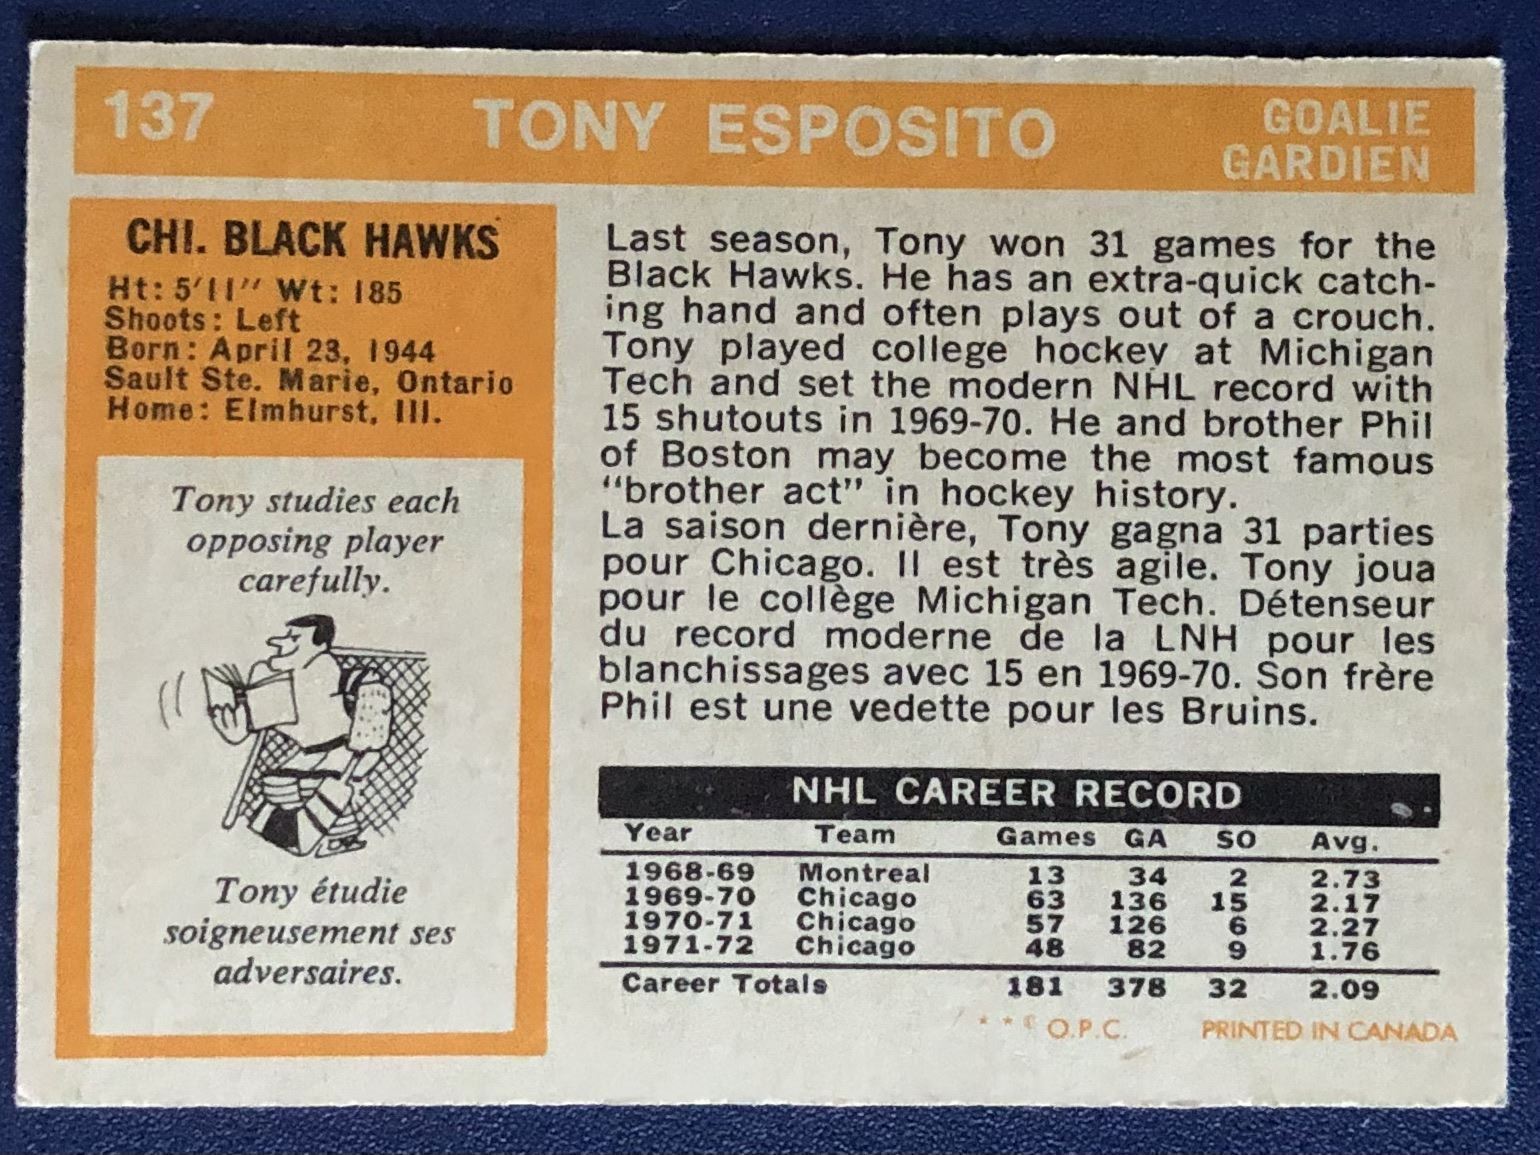 137
TONY ESPOSITO
GOALIE
GARDIEN
CHI. BLACK HAWKS
Ht: 5'11" Wt: 185
Shoots: Left
Born: April 23, 1944
Sault Ste. Marie, Ontario
Home: Elmhurst, Ill.
Tony studies each
opposing player
carefully.
Tony étudie
soigneusement ses
adversaires.
Last season, Tony won 31 games for the
Black Hawks. He has an extra-quick catch-
ing hand and often plays out of a crouch.
Tony played college hockey at Michigan
Tech and set the modern NHL record with
15 shutouts in 1969-70. He and brother Phil
of Boston may become the most famous
"brother act" in hockey history.
La saison dernière, Tony gagna 31 parties
pour Chicago. Il est très agile. Tony joua
pour le collège Michigan Tech. Détenseur
du record moderne de la LNH pour les
blanchissages avec 15 en 1969-70. Son frère
Phil est une vedette pour les Bruins.
NHL CAREER RECORD
Year Team Games GA SO Avg.
1968-69 Montreal 13 34 2 2.73
1969-70 Chicago 63 136 15 2.17
1970-71 Chicago 57 126 6 2.27
1971-72 Chicago 48 82 9 1.76
Career Totals 181 378 32 2.09
* * © O.P.C. PRINTED IN CANADA